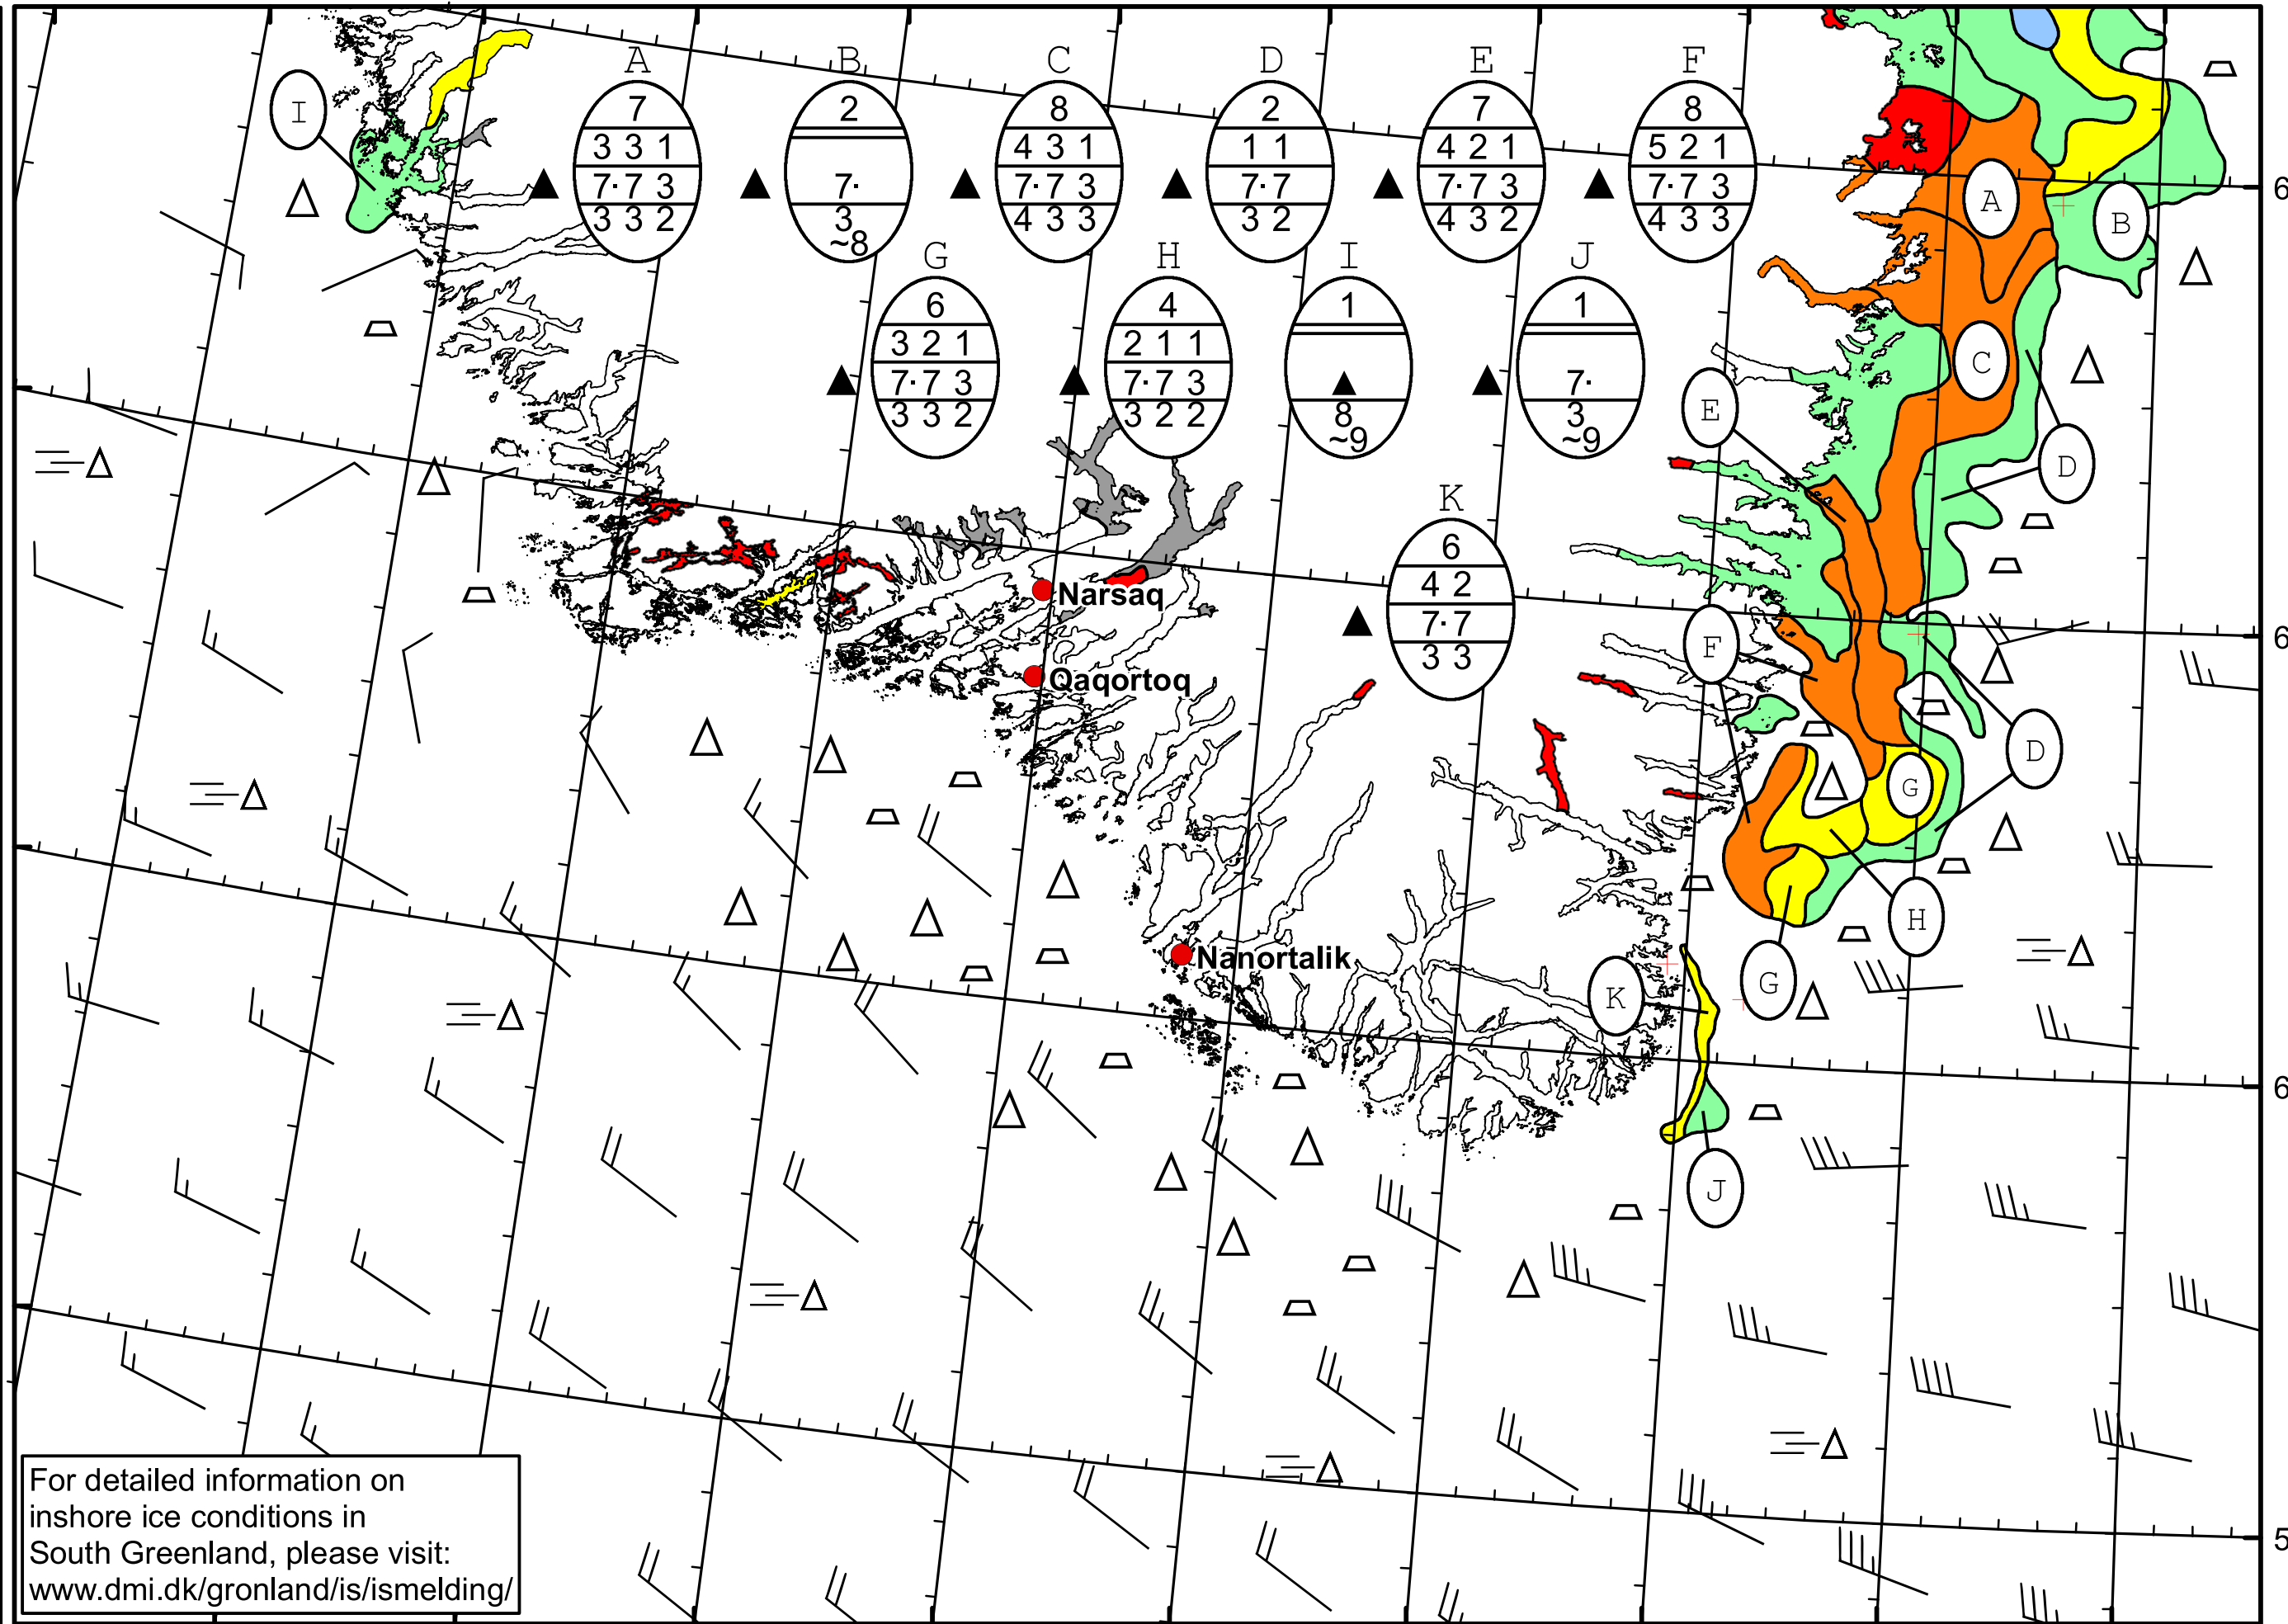 A B C D E F
7 2 8 2 7 8
3 3 1 4 3 1 1 1 4 2 1 5 2 1
7· 7 3 7· 7· 7 3 7· 7 7· 7 3 7· 7 3
3 3 2 3 4 3 3 3 2 4 3 2 4 3 3
~8
G H I J
6 4 1 1
3 2 1 2 1 1
7· 7 3 7· 7 3 7·
3 3 2 3 2 2 8 3
~9 ~9
K
6
4 2
7· 7
3 3
I
A
B
C
E
D
F
D
G
H
G
K
J
Narsaq
Qaqortoq
Nanortalik
For detailed information on
inshore ice conditions in
South Greenland, please visit:
www.dmi.dk/gronland/is/ismelding/